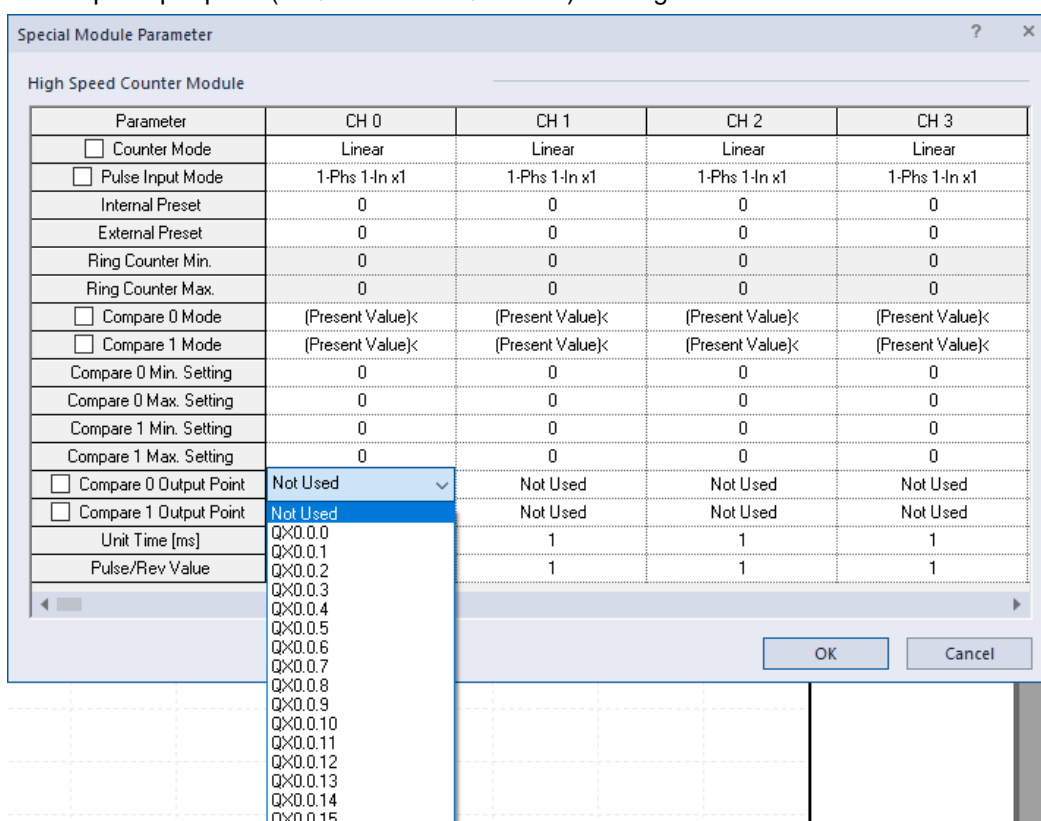 Special Module Parameter ? ×
High Speed Counter Module
Parameter CH 0 CH 1 CH 2 CH 3
Counter Mode Linear Linear Linear Linear
Pulse Input Mode 1-Phs 1-In x1 1-Phs 1-In x1 1-Phs 1-In x1 1-Phs 1-In x1
Internal Preset 0 0 0 0
External Preset 0 0 0 0
Ring Counter Min. 0 0 0 0
Ring Counter Max. 0 0 0 0
Compare 0 Mode (Present Value)< (Present Value)< (Present Value)< (Present Value)<
Compare 1 Mode (Present Value)< (Present Value)< (Present Value)< (Present Value)<
Compare 0 Min. Setting 0 0 0 0
Compare 0 Max. Setting 0 0 0 0
Compare 1 Min. Setting 0 0 0 0
Compare 1 Max. Setting 0 0 0 0
Compare 0 Output Point Not Used Not Used Not Used Not Used
Compare 1 Output Point Not Used Not Used Not Used
Unit Time [ms] 1 1 1
Pulse/Rev Value 1 1 1
Not Used
QX0.0.0
QX0.0.1
QX0.0.2
QX0.0.3
QX0.0.4
QX0.0.5
QX0.0.6
QX0.0.7
QX0.0.8
QX0.0.9
QX0.0.10
QX0.0.11
QX0.0.12
QX0.0.13
QX0.0.14
QX0.0.15
OK Cancel